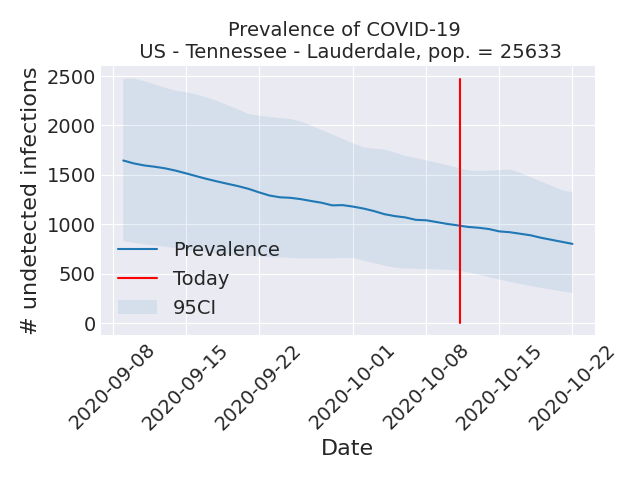 Prevalence of COVID-19
US - Tennessee - Lauderdale, pop. = 25633
# undetected infections
2500
2000
1500
1000
500
0
Prevalence
Today
95CI
2020-09-08
2020-09-15
2020-09-22
2020-10-01
2020-10-08
2020-10-15
2020-10-22
Date